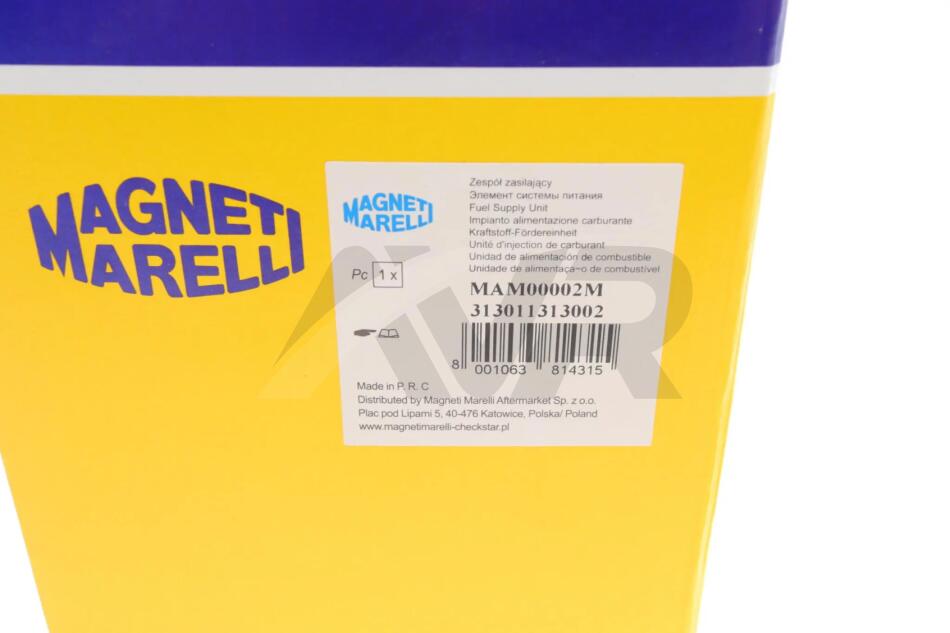 MAGNETI
MARELLI
MAGNETI
MARELLI
Pc 1 x
Zespół zasilający
Элемент системы питания
Fuel Supply Unit
Impianto alimentazione carburante
Kraftstoff-Fördereinheit
Unité d'injection de carburant
Unidad de alimentación de combustible
Unidade de alimentaça~o de combustível
MAM00002M
313011313002
8 001063 814315
Made in P. R. C
Distributed by Magneti Marelli Aftermarket Sp. z o.o.
Plac pod Lipami 5, 40-476 Katowice, Polska/ Poland
www.magnetimarelli-checkstar.pl
AVR